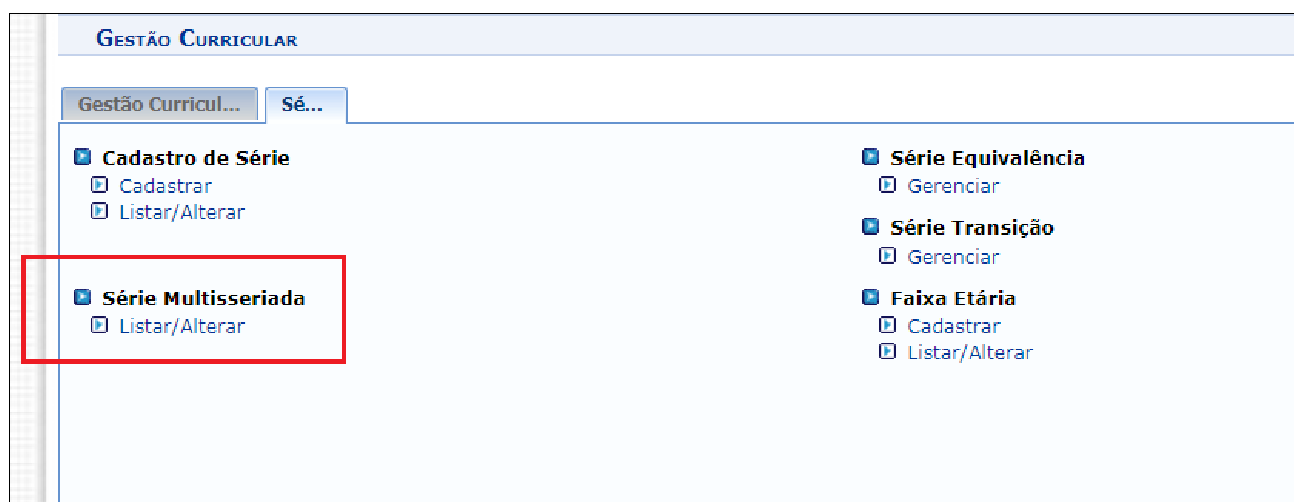 GESTÃO CURRICULAR
Gestão Curricul...
Sé...
Cadastro de Série
Cadastrar
Listar/Alterar
Série Multisseriada
Listar/Alterar
Série Equivalência
Gerenciar
Série Transição
Gerenciar
Faixa Etária
Cadastrar
Listar/Alterar